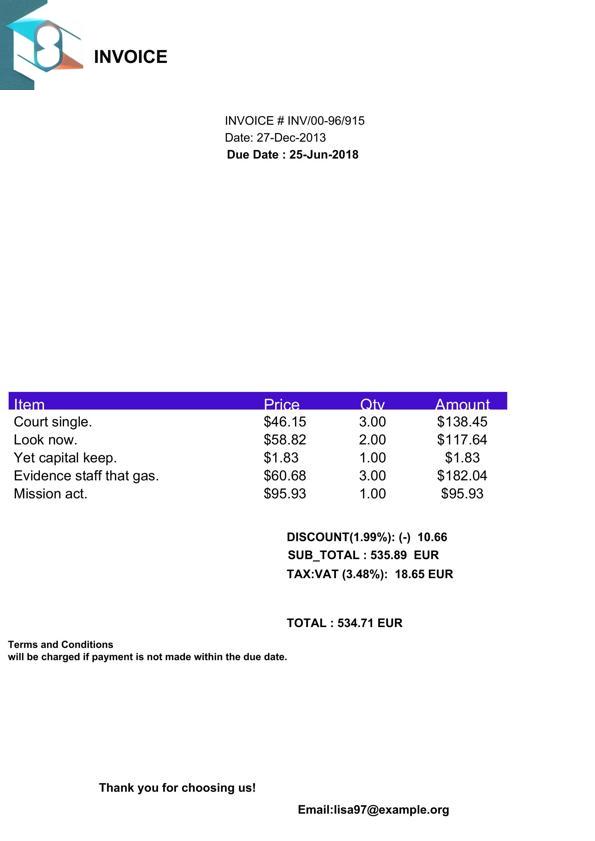 INVOICE
INVOICE # INV/00-96/915
Date: 27-Dec-2013
Due Date : 25-Jun-2018
Item Price Qty Amount
Court single. $46.15 3.00 $138.45
Look now. $58.82 2.00 $117.64
Yet capital keep. $1.83 1.00 $1.83
Evidence staff that gas. $60.68 3.00 $182.04
Mission act. $95.93 1.00 $95.93
DISCOUNT(1.99%): (-) 10.66
SUB_TOTAL : 535.89 EUR
TAX:VAT (3.48%): 18.65 EUR
TOTAL : 534.71 EUR
Terms and Conditions
will be charged if payment is not made within the due date.
Thank you for choosing us!
Email:lisa97@example.org